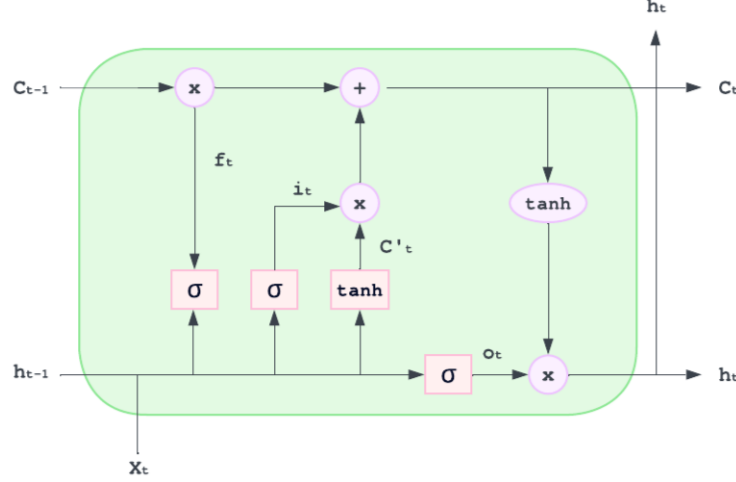 hₜ
Cₜ₋₁
x
+
Cₜ
fₜ
iₜ
x
tanh
C'ₜ
σ
σ
tanh
oₜ
hₜ₋₁
σ
x
hₜ
Xₜ